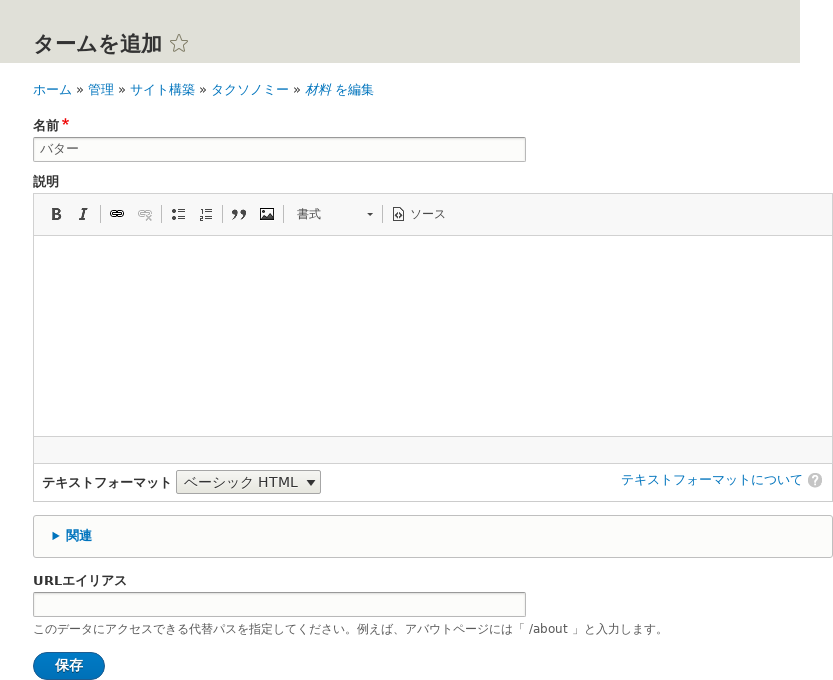 タームを追加
ホーム » 管理 » サイト構築 » タクソノミー » 材料 を編集
名前*
バター
説明
B I 書式 ソース
テキストフォーマット ベーシック HTML テキストフォーマットについて ?
関連
URLエイリアス
このデータにアクセスできる代替パスを指定してください。例えば、アバウトページには「 /about 」と入力します。
保存